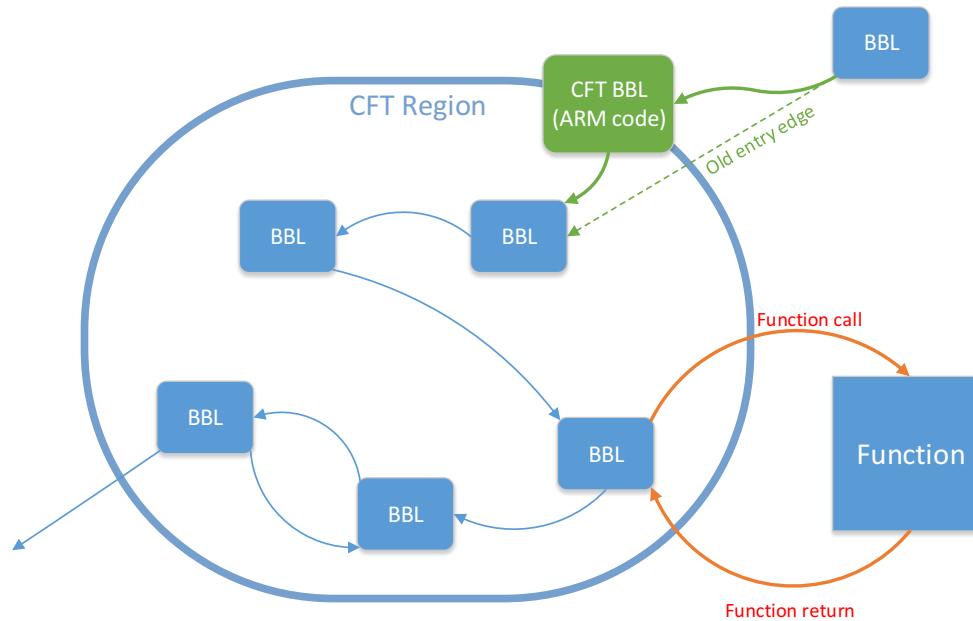 BBL
CFT BBL
(ARM code)
CFT Region
Old entry edge
BBL
BBL
Function call
BBL
BBL
Function
BBL
Function return